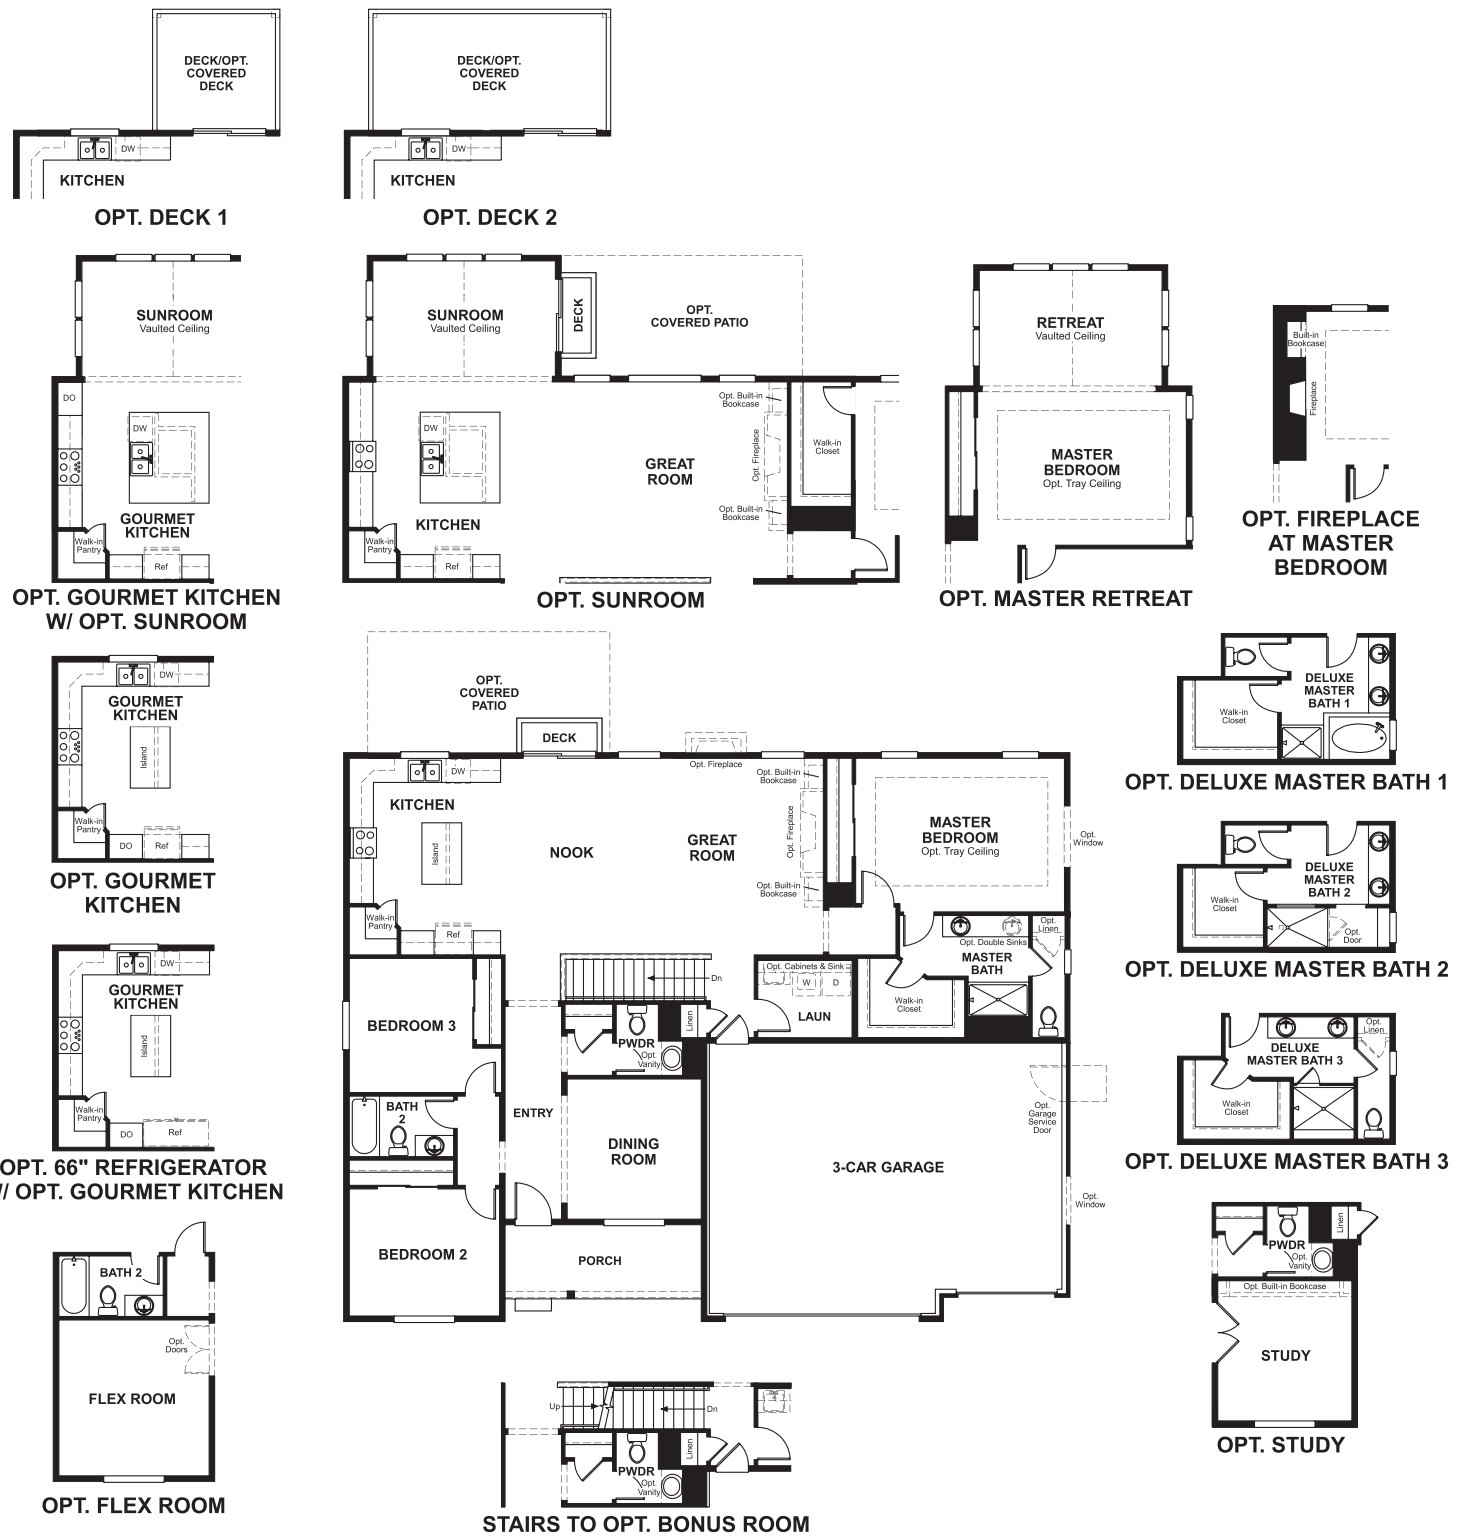 DECK/OPT.
COVERED
DECK
DW
KITCHEN
OPT. DECK 1
DECK/OPT.
COVERED
DECK
DW
KITCHEN
OPT. DECK 2
SUNROOM
Vaulted Ceiling
DO
DW
GOURMET
KITCHEN
Walk-in
Pantry
Ref
OPT. GOURMET KITCHEN
W/ OPT. SUNROOM
SUNROOM
Vaulted Ceiling
DECK
OPT.
COVERED PATIO
DW
KITCHEN
Walk-in
Pantry
Ref
GREAT
ROOM
Opt. Built-in
Bookcase
Opt. Fireplace
Opt. Built-in
Bookcase
Walk-in
Closet
OPT. SUNROOM
RETREAT
Vaulted Ceiling
MASTER
BEDROOM
Opt. Tray Ceiling
OPT. MASTER RETREAT
Built-in
Bookcase
Fireplace
OPT. FIREPLACE
AT MASTER
BEDROOM
DW
GOURMET
KITCHEN
Island
Walk-in
Pantry
DO
Ref
OPT. GOURMET
KITCHEN
DW
GOURMET
KITCHEN
Island
Walk-in
Pantry
DO
Ref
OPT. 66" REFRIGERATOR
W/ OPT. GOURMET KITCHEN
BATH 2
Opt.
Doors
FLEX ROOM
OPT. FLEX ROOM
OPT.
COVERED
PATIO
DECK
DW
KITCHEN
Island
NOOK
Walk-in
Pantry
Ref
Opt. Fireplace
GREAT
ROOM
Opt. Built-in
Bookcase
Opt. Fireplace
Opt. Built-in
Bookcase
MASTER
BEDROOM
Opt. Tray Ceiling
Opt.
Window
Opt. Double Sinks
Opt.
Linen
MASTER
BATH
Walk-in
Closet
Opt. Cabinets & Sink
W
D
LAUN
Dn
BEDROOM 3
PWDR
Opt.
Vanity
Linen
BATH
2
ENTRY
DINING
ROOM
3-CAR GARAGE
Opt.
Garage
Service
Door
Opt.
Window
BEDROOM 2
PORCH
Up
Dn
PWDR
Opt.
Vanity
Linen
STAIRS TO OPT. BONUS ROOM
DELUXE
MASTER
BATH 1
Walk-in
Closet
OPT. DELUXE MASTER BATH 1
DELUXE
MASTER
BATH 2
Walk-in
Closet
Opt.
Door
OPT. DELUXE MASTER BATH 2
Opt.
Linen
DELUXE
MASTER BATH 3
Walk-in
Closet
OPT. DELUXE MASTER BATH 3
Linen
PWDR
Opt.
Vanity
Opt. Built-in Bookcase
STUDY
OPT. STUDY